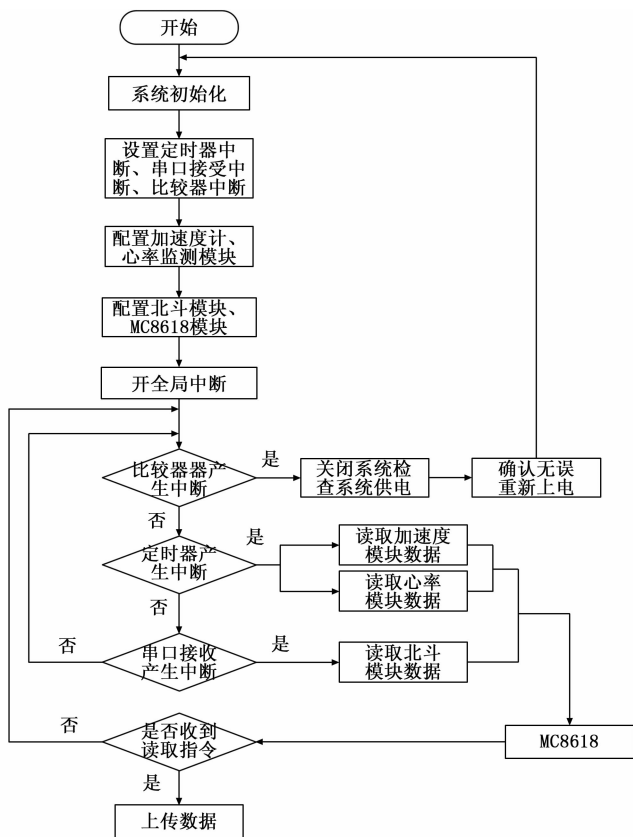 开始
系统初始化
设置定时器中
断、串口接受中
断、比较器中断
配置加速度计、
心率监测模块
配置北斗模块、
MC8618模块
开全局中断
比较器器产
生中断
是
关闭系统检
查系统供电
确认无误
重新上电
否
定时器产
生中断
是
读取加速度
模块数据
读取心率
模块数据
否
串口接收
产生中断
否
是
读取北斗
模块数据
是否收到
读取指令
否
MC8618
是
上传数据